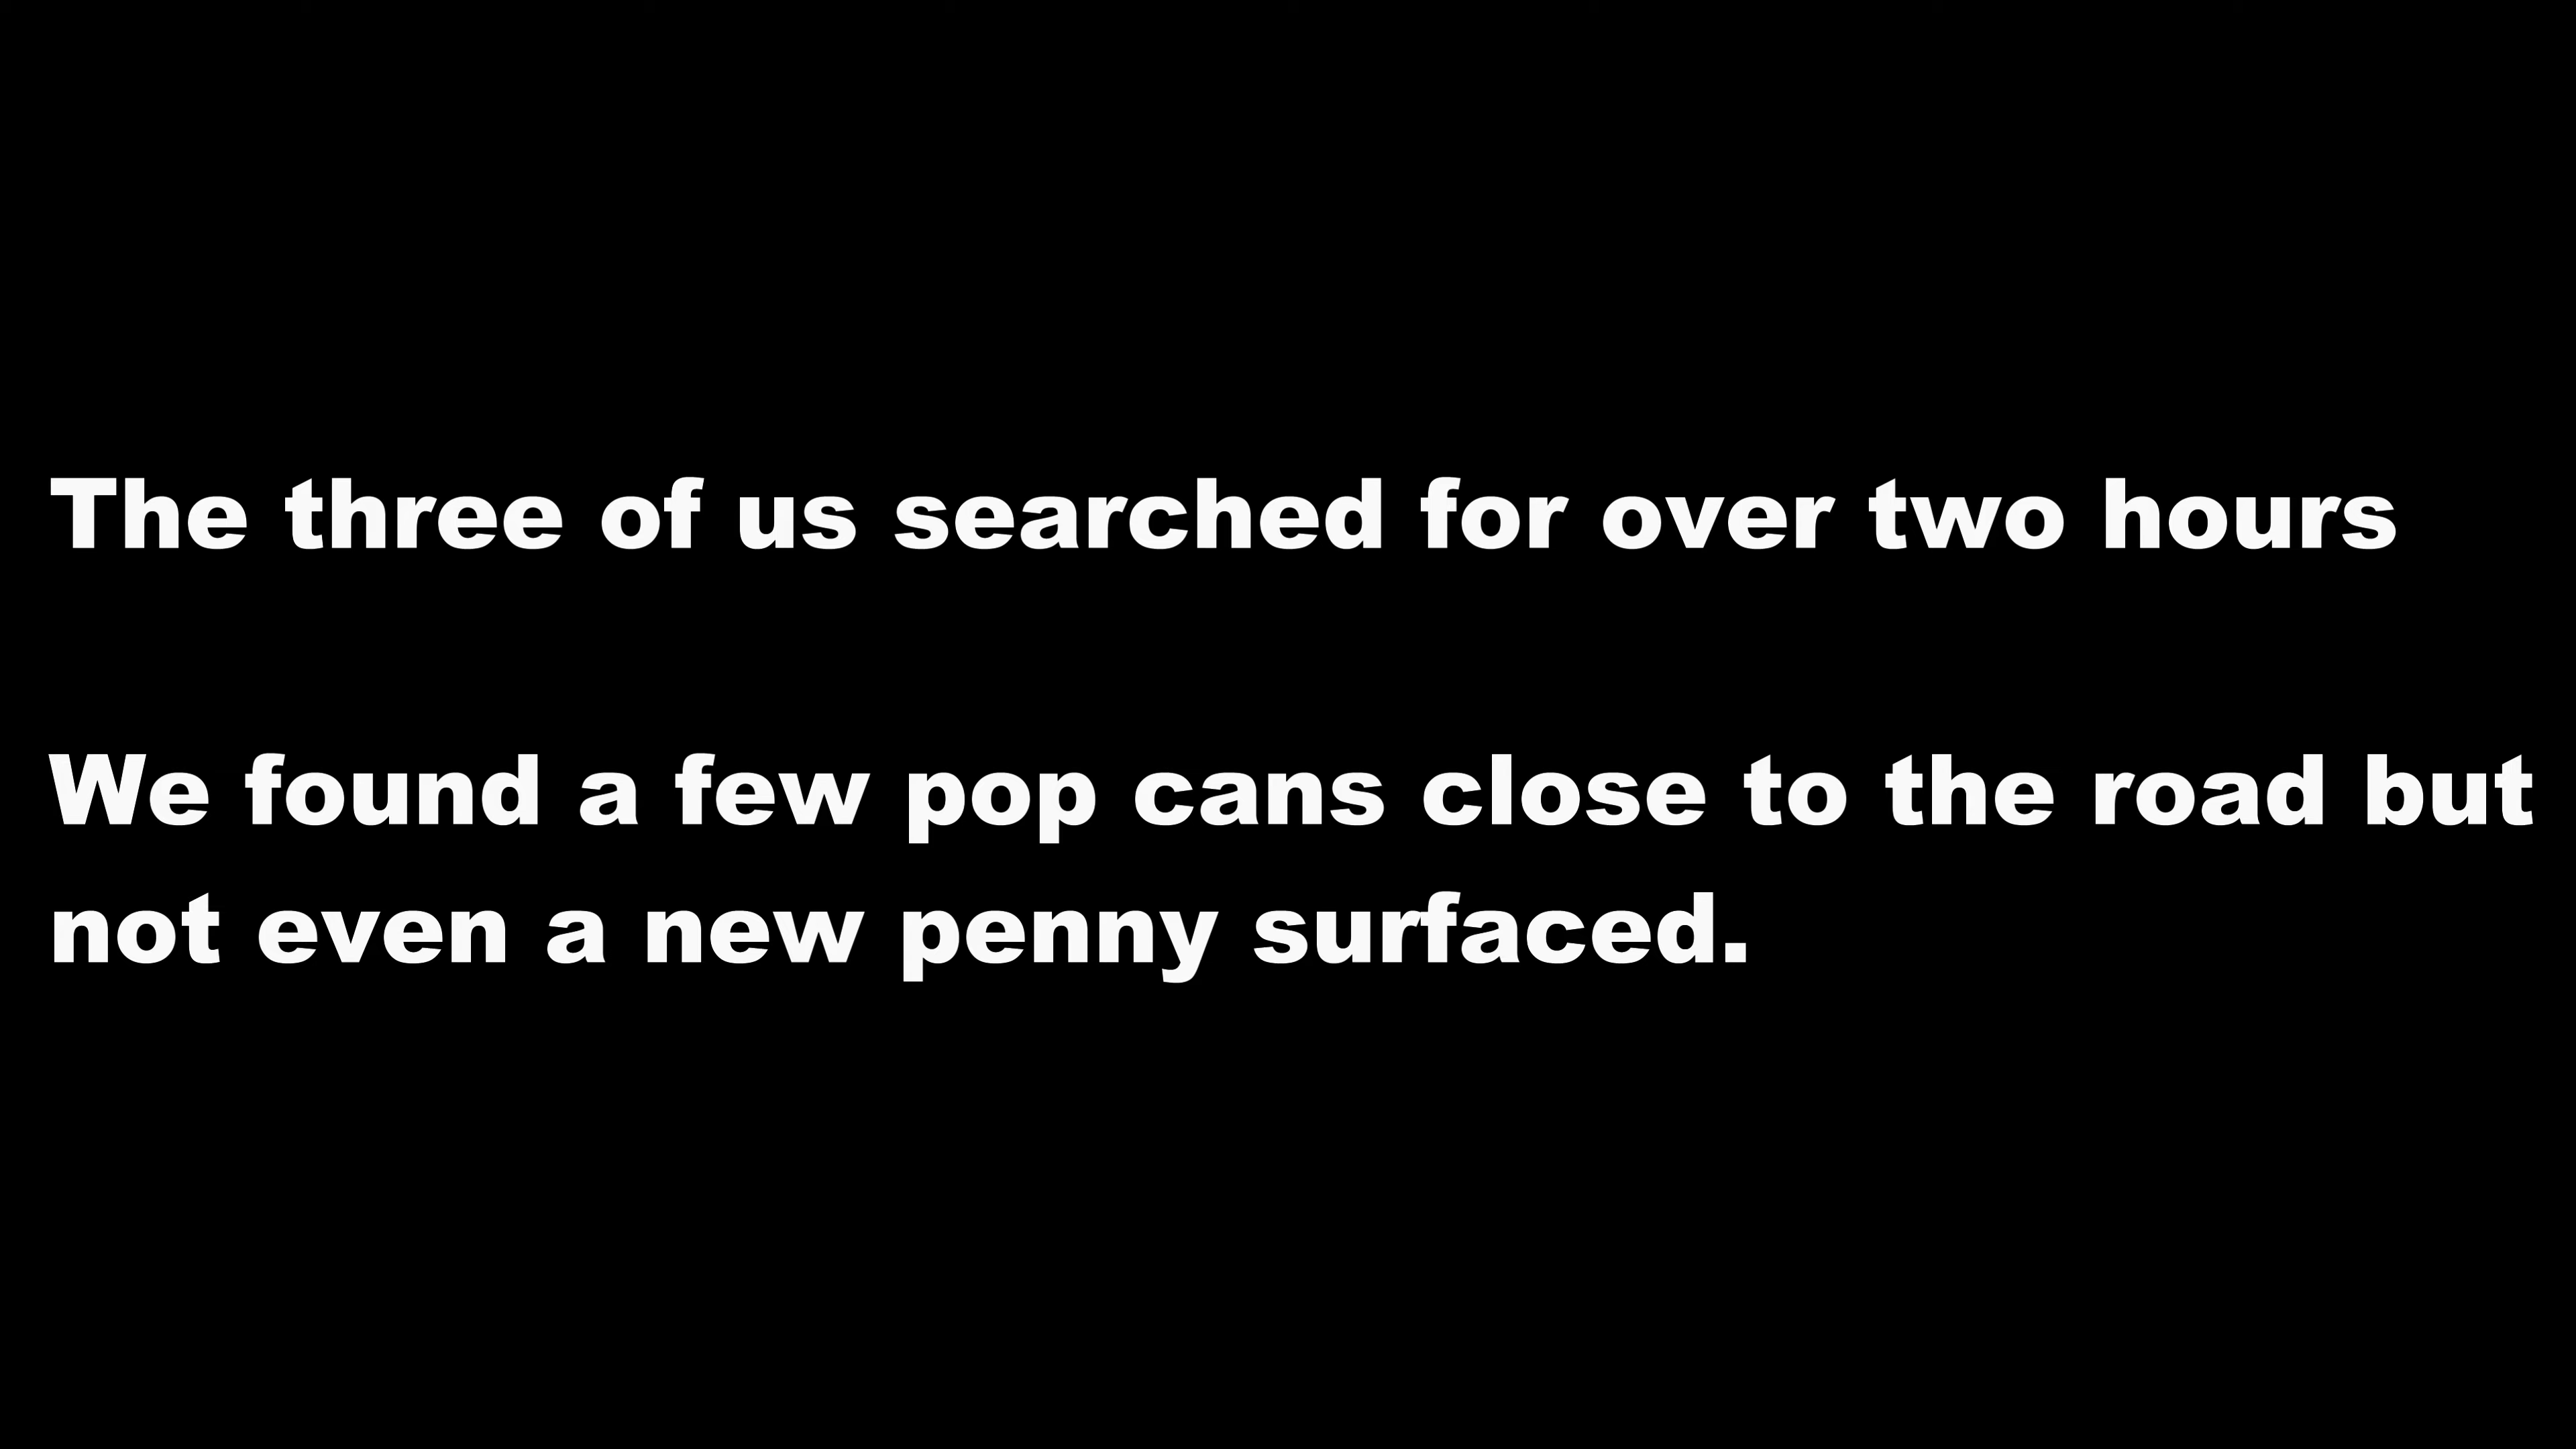 The three of us searched for over two hours
We found a few pop cans close to the road but
not even a new penny surfaced.